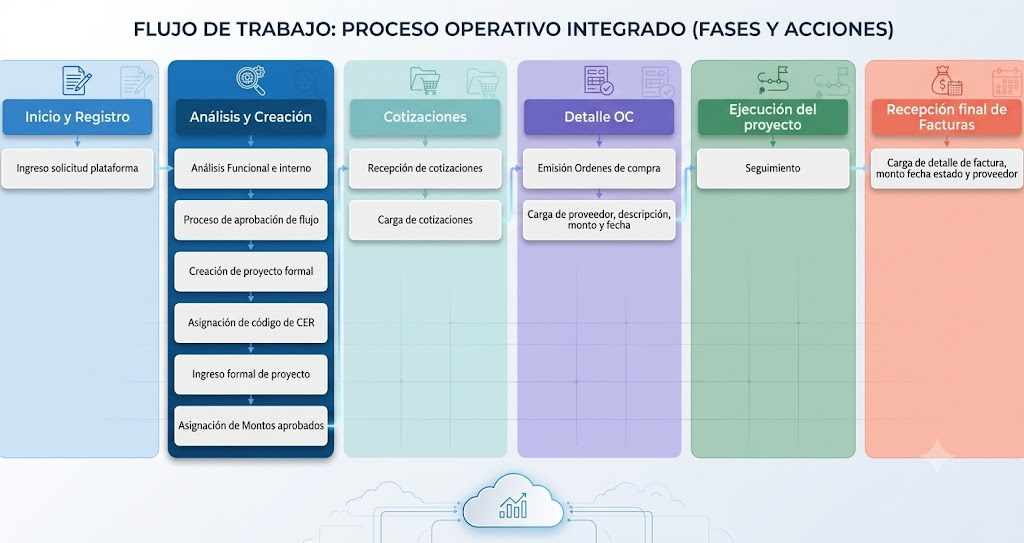 FLUJO DE TRABAJO: PROCESO OPERATIVO INTEGRADO (FASES Y ACCIONES)
Inicio y Registro
Ingreso solicitud plataforma
Análisis y Creación
Análisis Funcional e interno
Proceso de aprobación de flujo
Creación de proyecto formal
Asignación de código de CER
Ingreso formal de proyecto
Asignación de Montos aprobados
Cotizaciones
Recepción de cotizaciones
Carga de cotizaciones
Detalle OC
Emisión Ordenes de compra
Carga de proveedor, descripción,
monto y fecha
Ejecución del
proyecto
Seguimiento
Recepción final de
Facturas
Carga de detalle de factura,
monto fecha estado y proveedor